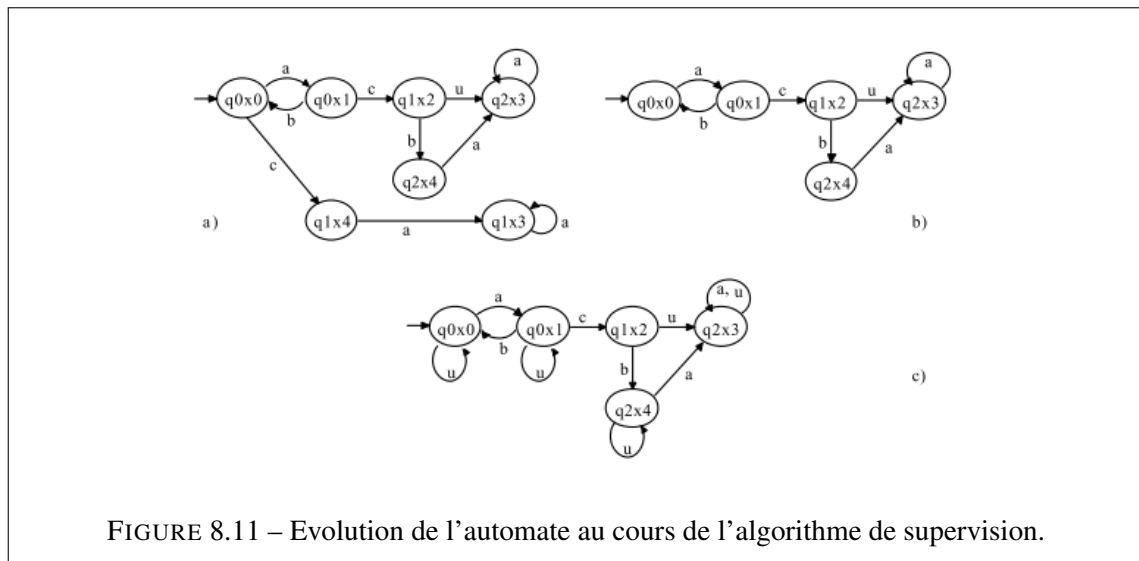 a
a
a
a
q0x0
q0x1
c
q1x2
u
q2x3
q0x0
q0x1
c
q1x2
u
q2x3
b
b
b
a
b
a
c
q2x4
q2x4
a)
q1x4
a
q1x3
a
b)
a, u
a
c
u
q0x0
q0x1
q1x2
q2x3
b
b
a
c)
u
u
q2x4
u
FIGURE 8.11 – Evolution de l'automate au cours de l'algorithme de supervision.